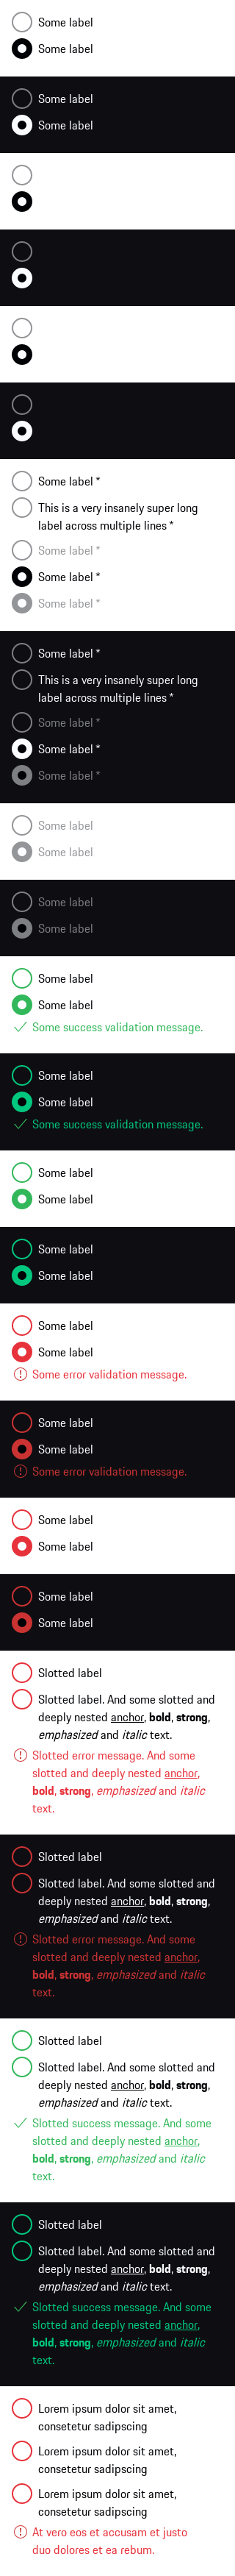 Some label
Some label
Some label
Some label
Some label *
This is a very insanely super long
label across multiple lines *
Some label *
Some label *
Some label *
Some label *
This is a very insanely super long
label across multiple lines *
Some label *
Some label *
Some label *
Some label
Some label
Some label
Some label
Some label
Some label
Some success validation message.
Some label
Some label
Some success validation message.
Some label
Some label
Some label
Some label
Some label
Some label
Some error validation message.
Some label
Some label
Some error validation message.
Some label
Some label
Some label
Some label
Slotted label
Slotted label. And some slotted and
deeply nested anchor, bold, strong,
emphasized and italic text.
Slotted error message. And some
slotted and deeply nested anchor,
bold, strong, emphasized and italic
text.
Slotted label
Slotted label. And some slotted and
deeply nested anchor, bold, strong,
emphasized and italic text.
Slotted error message. And some
slotted and deeply nested anchor,
bold, strong, emphasized and italic
text.
Slotted label
Slotted label. And some slotted and
deeply nested anchor, bold, strong,
emphasized and italic text.
Slotted success message. And some
slotted and deeply nested anchor,
bold, strong, emphasized and italic
text.
Slotted label
Slotted label. And some slotted and
deeply nested anchor, bold, strong,
emphasized and italic text.
Slotted success message. And some
slotted and deeply nested anchor,
bold, strong, emphasized and italic
text.
Lorem ipsum dolor sit amet,
consetetur sadipscing
Lorem ipsum dolor sit amet,
consetetur sadipscing
Lorem ipsum dolor sit amet,
consetetur sadipscing
At vero eos et accusam et justo
duo dolores et ea rebum.